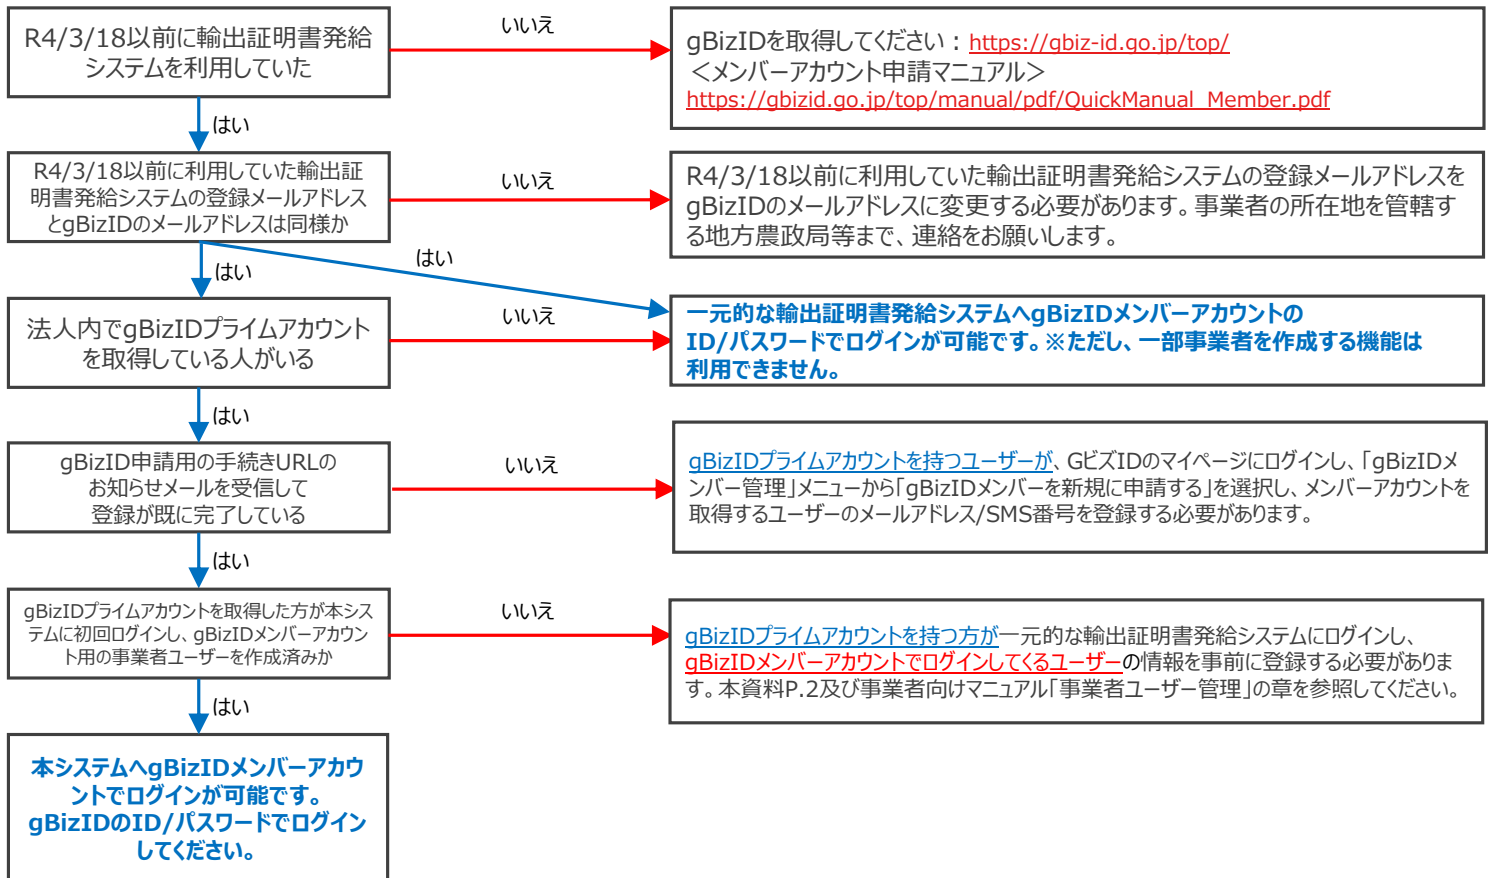 R4/3/18以前に輸出証明書発給
システムを利用していた
いいえ
gBizIDを取得してください：https://gbiz-id.go.jp/top/
＜メンバーアカウント申請マニュアル＞
https://gbizid.go.jp/top/manual/pdf/QuickManual_Member.pdf
はい
R4/3/18以前に利用していた輸出証
明書発給システムの登録メールアドレス
とgBizIDのメールアドレスは同様か
いいえ
R4/3/18以前に利用していた輸出証明書発給システムの登録メールアドレスを
gBizIDのメールアドレスに変更する必要があります。事業者の所在地を管轄す
る地方農政局等まで、連絡をお願いします。
はい
はい
法人内でgBizIDプライムアカウント
を取得している人がいる
いいえ
一元的な輸出証明書発給システムへgBizIDメンバーアカウントの
ID/パスワードでログインが可能です。※ただし、一部事業者を作成する機能は
利用できません。
はい
gBizID申請用の手続きURLの
お知らせメールを受信して
登録が既に完了している
いいえ
gBizIDプライムアカウントを持つユーザーが、GビズIDのマイページにログインし、「gBizIDメ
ンバー管理」メニューから「gBizIDメンバーを新規に申請する」を選択し、メンバーアカウントを
取得するユーザーのメールアドレス/SMS番号を登録する必要があります。
はい
gBizIDプライムアカウントを取得した方が本シス
テムに初回ログインし、gBizIDメンバーアカウン
ト用の事業者ユーザーを作成済みか
いいえ
gBizIDプライムアカウントを持つ方が一元的な輸出証明書発給システムにログインし、
gBizIDメンバーアカウントでログインしてくるユーザーの情報を事前に登録する必要がありま
す。本資料P.2及び事業者向けマニュアル「事業者ユーザー管理」の章を参照してください。
はい
本システムへgBizIDメンバーアカウ
ントでログインが可能です。
gBizIDのID/パスワードでログイン
してください。